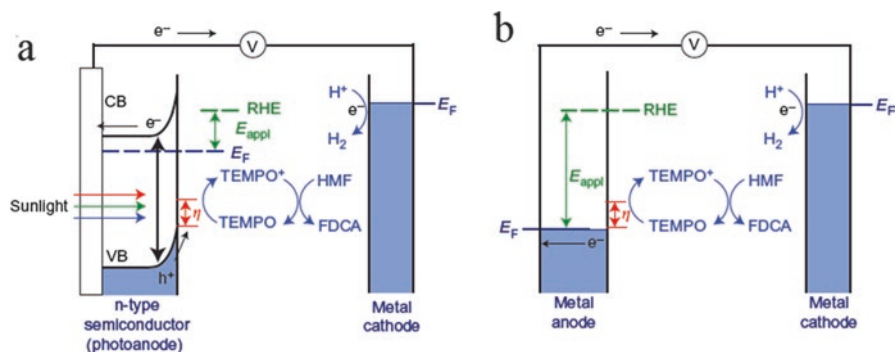 a
e⁻
V
CB
e⁻
RHE
E_appl
E_F
H⁺
e⁻
H₂
E_F
Sunlight
η
TEMPO⁺
HMF
TEMPO
FDCA
VB
h⁺
n-type
semiconductor
(photoanode)
Metal
cathode
b
e⁻
V
RHE
E_appl
H⁺
e⁻
H₂
E_F
η
TEMPO⁺
HMF
TEMPO
FDCA
E_F
e⁻
Metal
anode
Metal
cathode